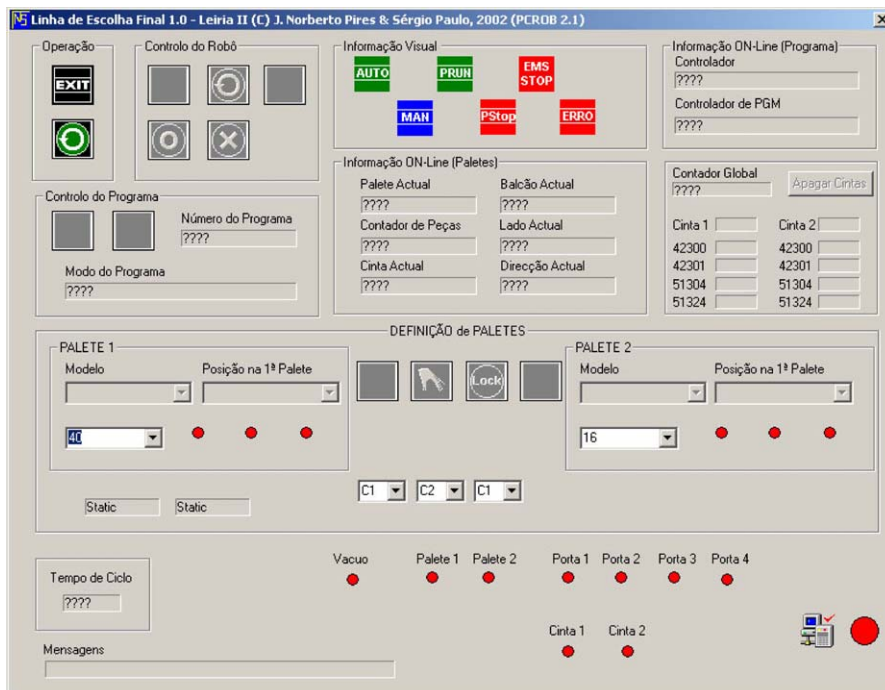 Linha de Escolha Final 1.0 - Leiria II (C) J. Norberto Pires & Sérgio Paulo, 2002 (PCROB 2.1)
Operação
EXIT
Controlo do Robô
Informação Visual
AUTO
PRUN
EMS STOP
MAN
PStop
ERRO
Informação ON-Line (Programa)
Controlador
????
Controlador de PGM
????
Controlo do Programa
Número do Programa
????
Modo do Programa
????
Informação ON-Line (Paletes)
Palete Actual
????
Balcão Actual
????
Contador de Peças
????
Lado Actual
????
Cinta Actual
????
Direcção Actual
????
Contador Global
????
Apagar Cintas
Cinta 1
42300
42301
51304
51324
Cinta 2
42300
42301
51304
51324
DEFINIÇÃO de PALETES
PALETE 1
Modelo
Posição na 1ª Palete
40
Lock
PALETE 2
Modelo
Posição na 1ª Palete
16
C1
C2
C1
Static
Static
Tempo de Ciclo
????
Vacuo
Palete 1
Palete 2
Porta 1
Porta 2
Porta 3
Porta 4
Cinta 1
Cinta 2
Mensagens